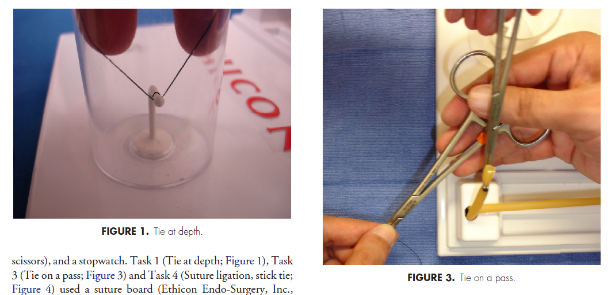 HICO
FIGURE 1. Tie at depth.
scissors), and a stopwatch. Task 1 (Tie at depth; Figure 1), Task
3 (Tie on a pass; Figure 3) and Task 4 (Suture ligation, stick tie;
Figure 4) used a suture board (Ethicon Endo-Surgery, Inc.,
FIGURE 3. Tie on a pass.